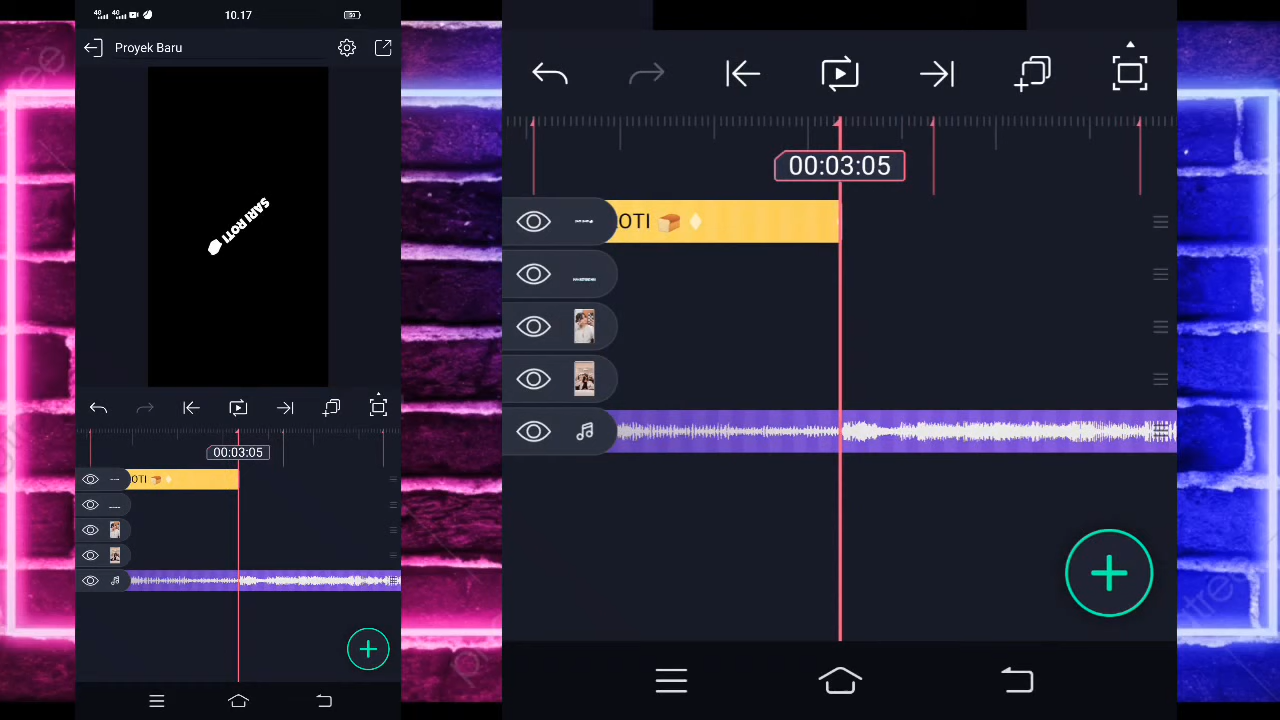 10.17
Proyek Baru
SARI ROTI
00:03:05
OTI
00:03:05
OTI